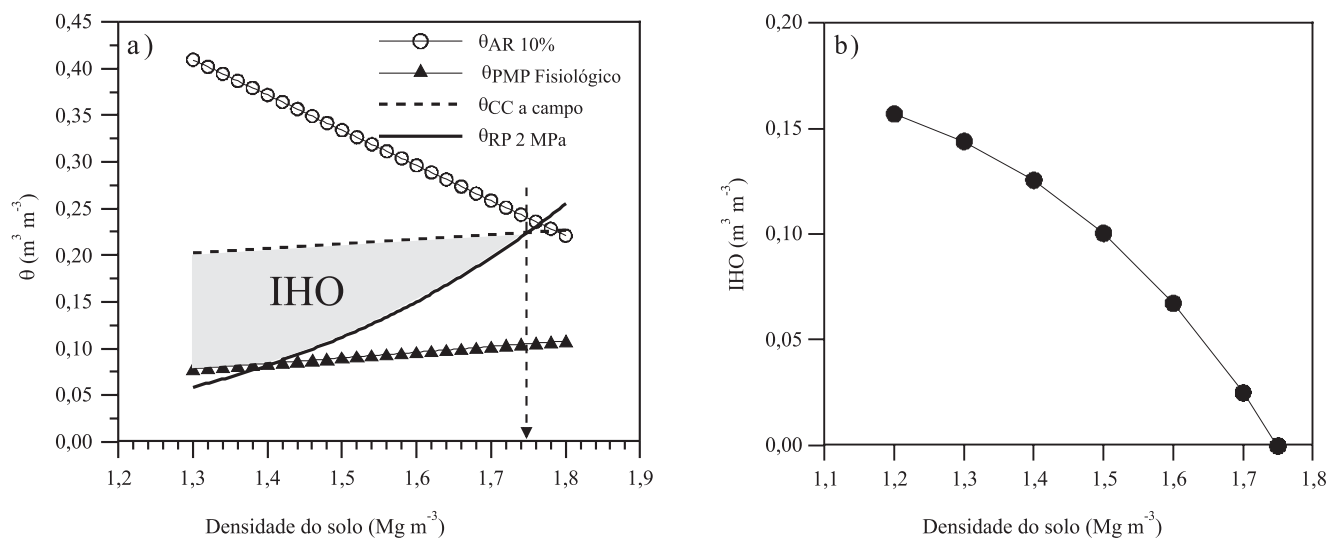 a)
θAR 10%
θPMP Fisiológico
θCC a campo
θRP 2 MPa
0,45
0,40
0,35
0,30
0,25
0,20
0,15
0,10
0,05
0,00
θ (m³ m⁻³)
IHO
1,2
1,3
1,4
1,5
1,6
1,7
1,8
1,9
Densidade do solo (Mg m⁻³)
b)
0,20
0,15
0,10
0,05
0,00
IHO (m³ m⁻³)
1,1
1,2
1,3
1,4
1,5
1,6
1,7
1,8
Densidade do solo (Mg m⁻³)